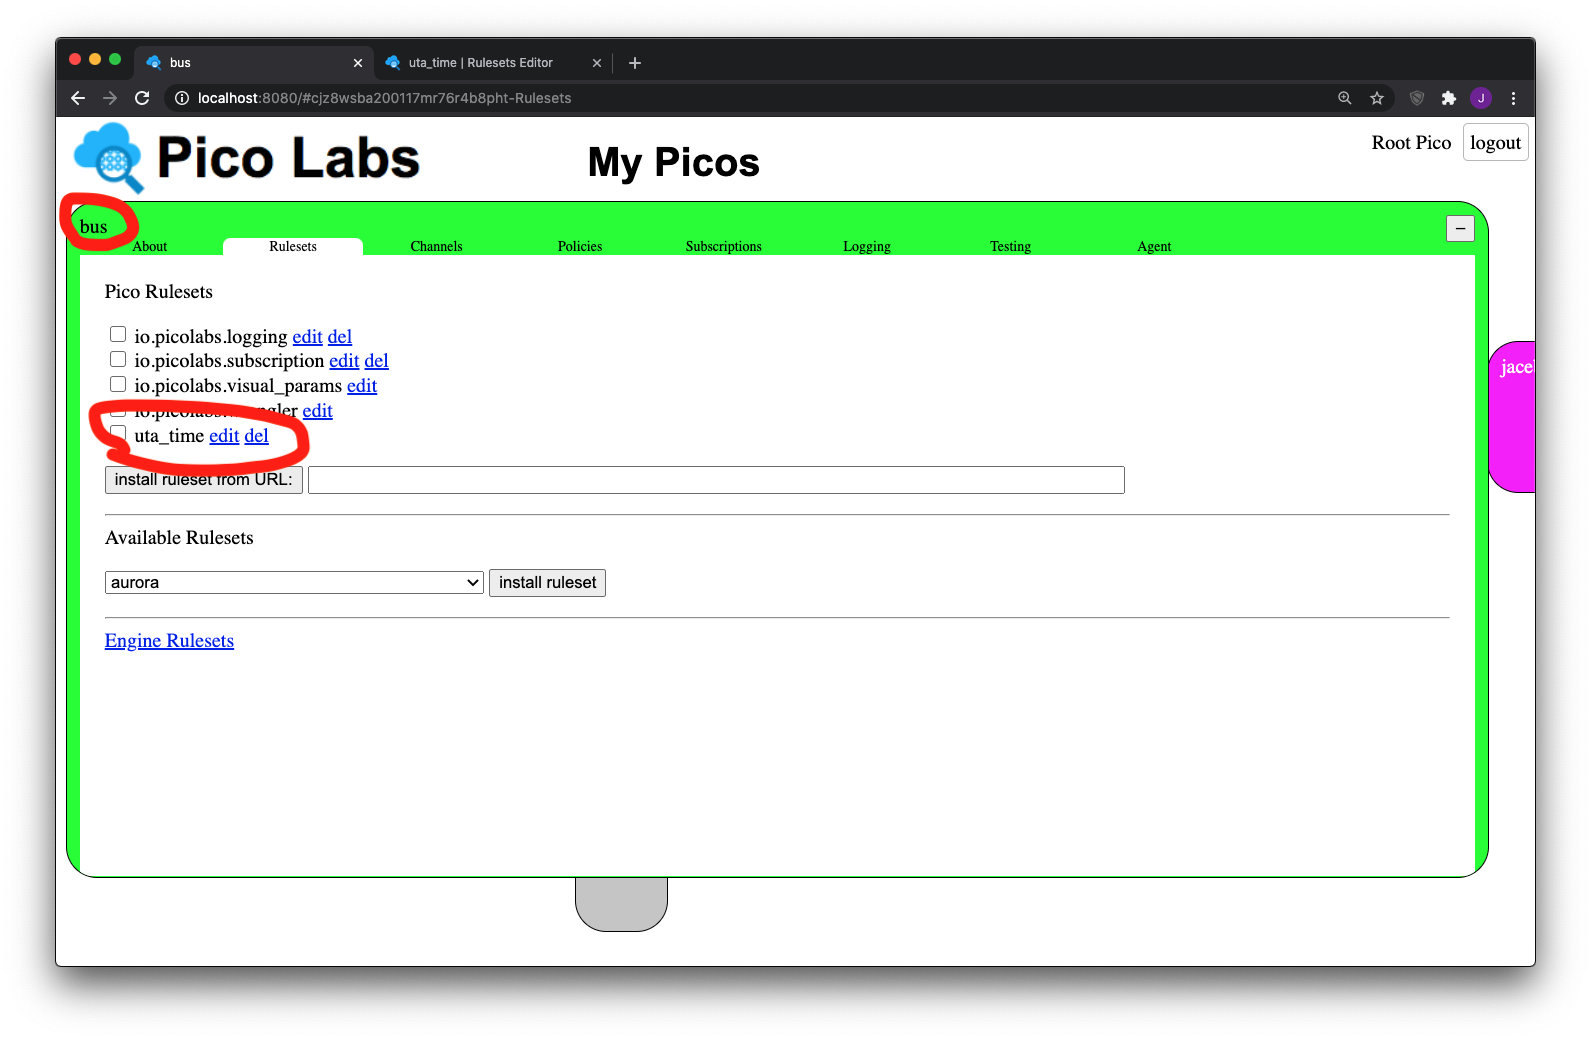 bus
uta_time | Rulesets Editor
localhost:8080/#cjz8wsba200117mr76r4b8pht-Rulesets
J
Pico Labs
My Picos
Root Pico
logout
bus
About Rulesets Channels Policies Subscriptions Logging Testing Agent
Pico Rulesets
io.picolabs.logging edit del
io.picolabs.subscription edit del
io.picolabs.visual_params edit
edit
uta_time edit del
install ruleset from URL:
Available Rulesets
aurora
install ruleset
Engine Rulesets